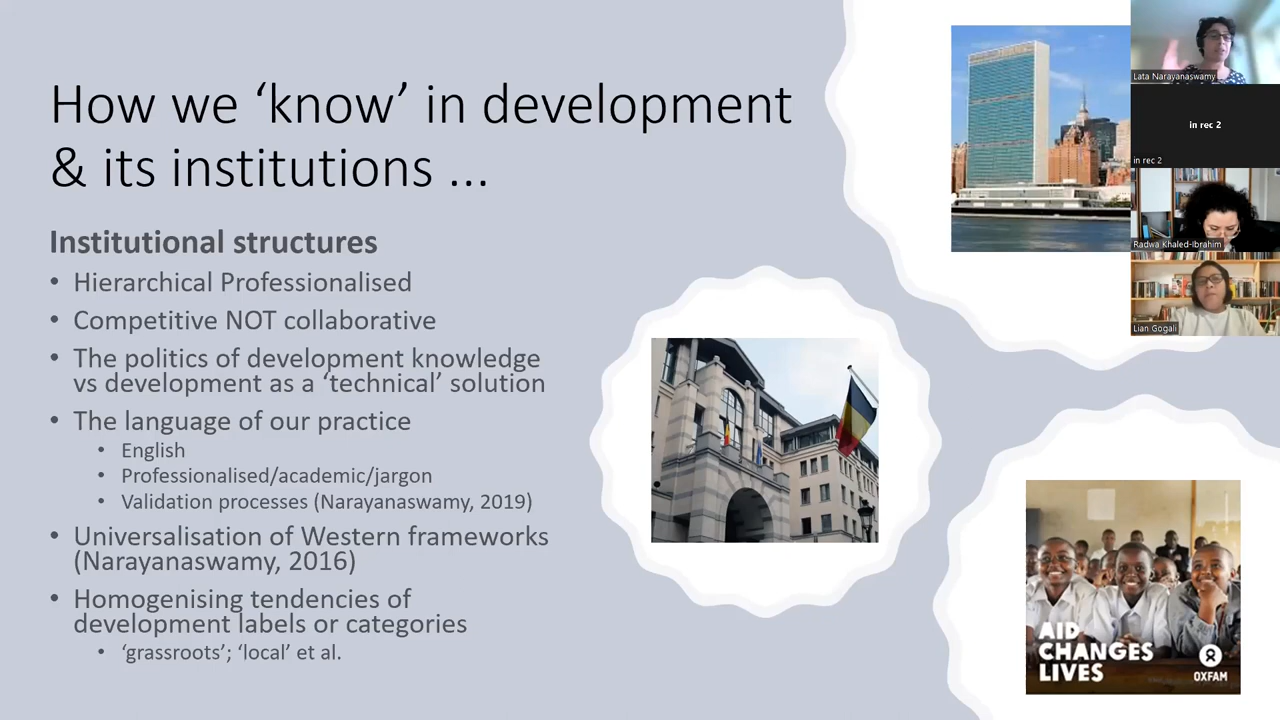 How we ‘know’ in development
& its institutions ...
Institutional structures
• Hierarchical Professionalised
• Competitive NOT collaborative
• The politics of development knowledge
vs development as a ‘technical’ solution
• The language of our practice
• English
• Professionalised/academic/jargon
• Validation processes (Narayanaswamy, 2019)
• Universalisation of Western frameworks
(Narayanaswamy, 2016)
• Homogenising tendencies of
development labels or categories
• ‘grassroots’; ‘local’ et al.
AID
CHANGES
LIVES
OXFAM
Lata Narayanaswamy
in rec 2
in rec 2
Radwa Khaled-Ibrahim
Lian Gogali